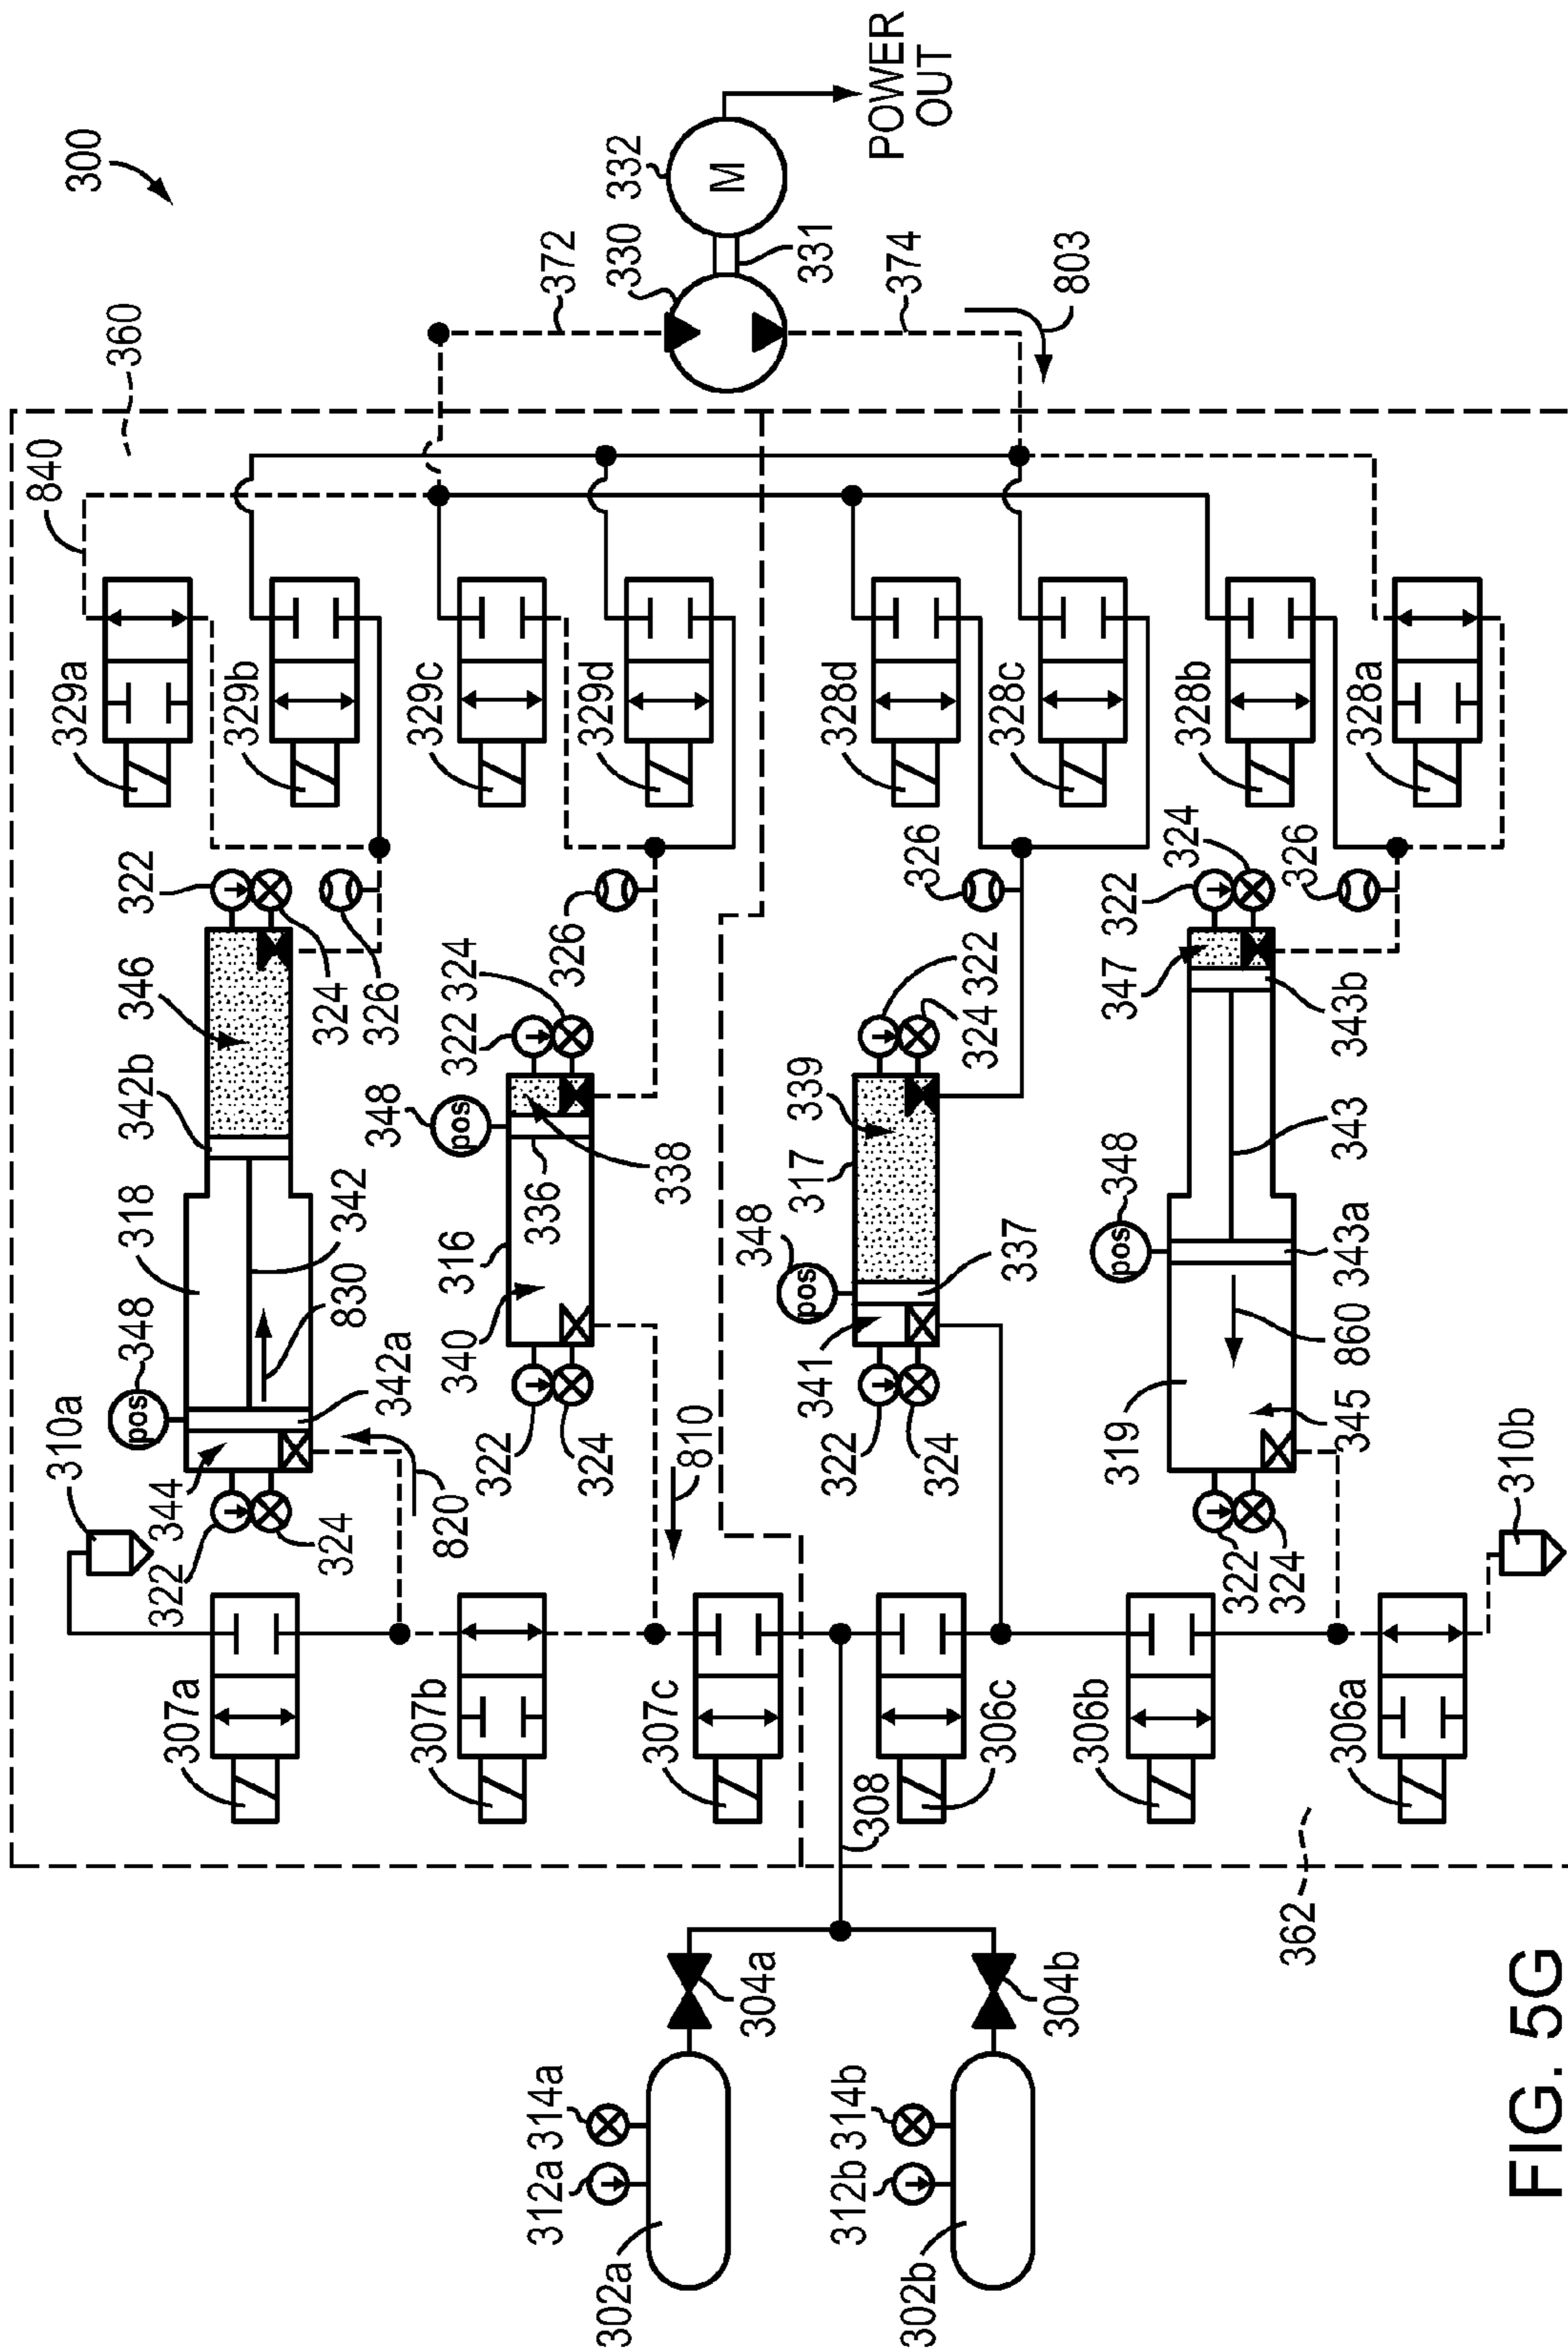 300
360
840
372
330
332
M
331
374
803
POWER
OUT
329a
329b
329c
329d
328d
328c
328b
328a
322
346
342b
318
348
pos
310a
344
322
324
820
342a
830
342
324
326
348
pos
322
324
326
316
340
336
338
322
324
810
326
322
324
339
317
348
pos
337
341
322
324
324
322
326
347
343b
343
348
pos
343a
860
319
345
322
324
310b
307a
307b
307c
306c
306b
306a
308
362
304a
304b
314a
312a
302a
314b
312b
302b
FIG. 5G